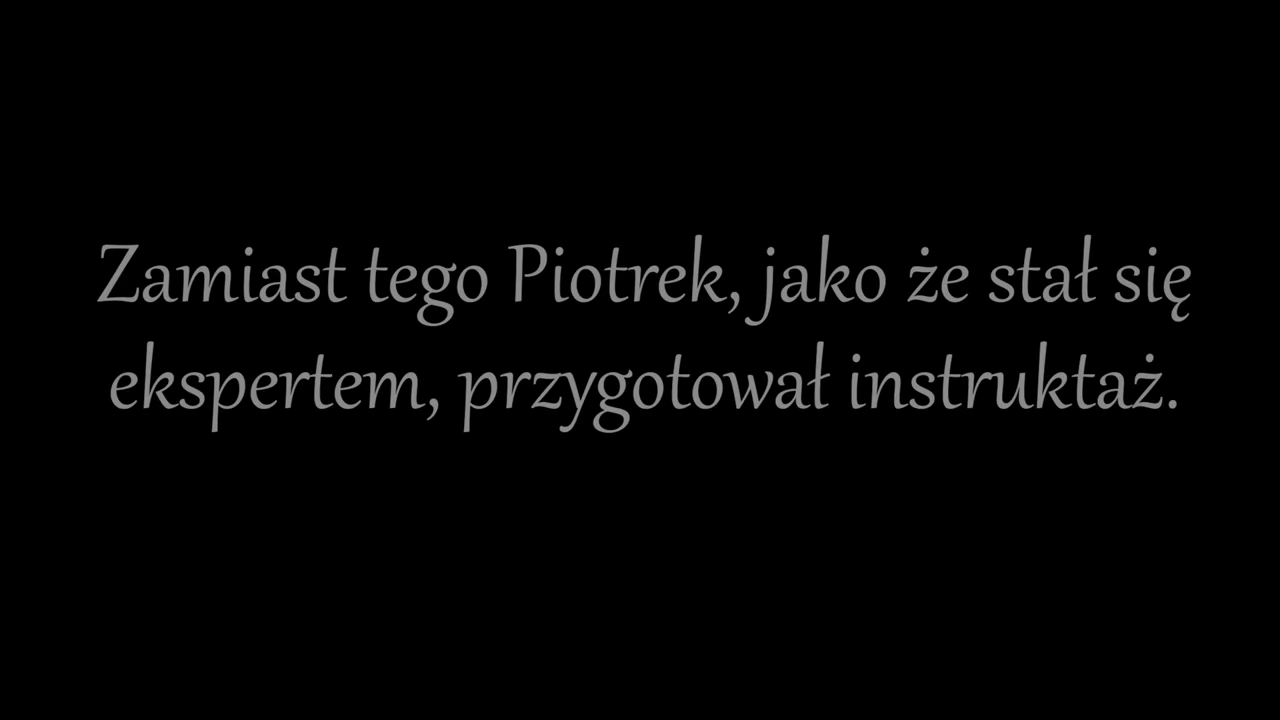 Zamiast tego Piotrek, jako że stał się
ekspertem, przygotował instruktaż.